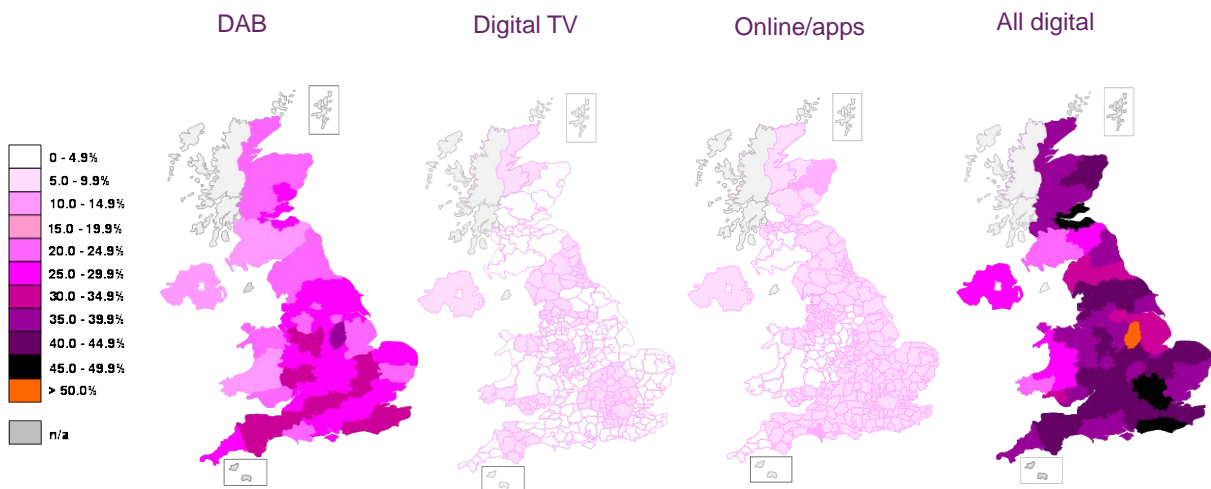 DAB
Digital TV
Online/apps
All digital
0 - 4.9%
5.0 - 9.9%
10.0 - 14.9%
15.0 - 19.9%
20.0 - 24.9%
25.0 - 29.9%
30.0 - 34.9%
35.0 - 39.9%
40.0 - 44.9%
45.0 - 49.9%
> 50.0%
n/a